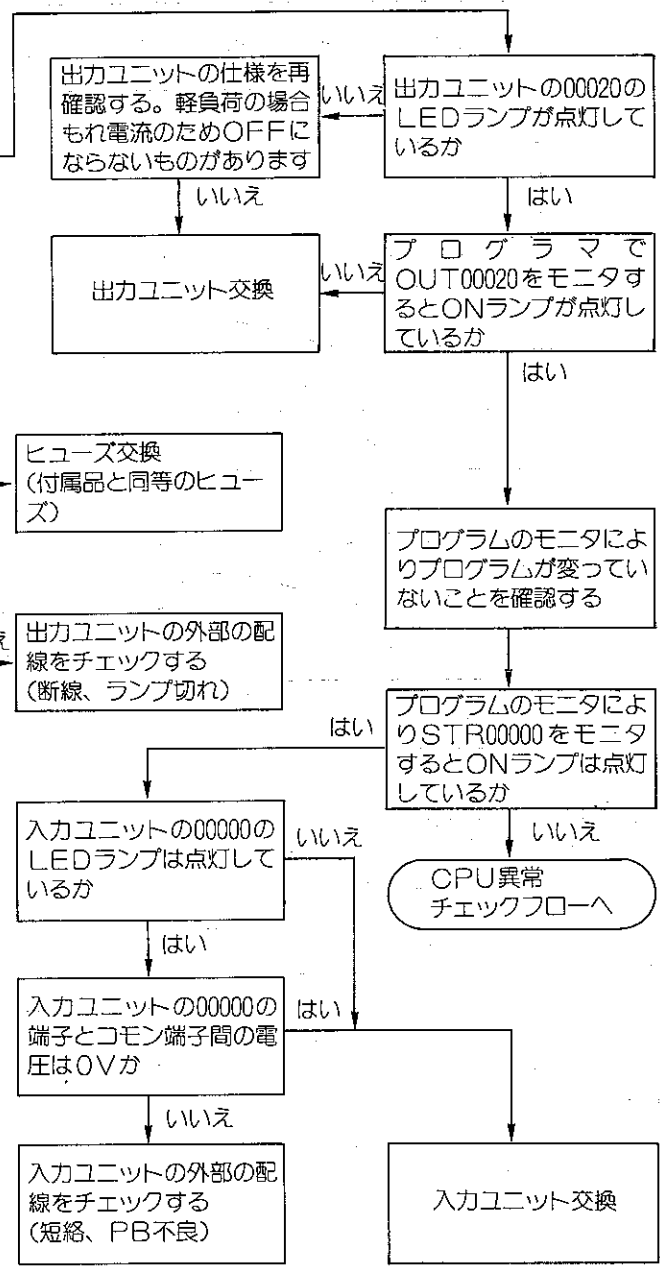 出力ユニットの仕様を再
確認する。軽負荷の場合
もれ電流のためOFFに
ならないものがあります
いいえ
出力ユニットの00020の
LEDランプが点灯して
いるか
いいえ
はい
出力ユニット交換
いいえ
プログラマで
OUT00020をモニタす
るとONランプが点灯し
ているか
はい
ヒューズ交換
(付属品と同等のヒュー
ズ)
プログラムのモニタによ
りプログラムが変ってい
ないことを確認する
え
出力ユニットの外部の配
線をチェックする
(断線、ランプ切れ)
はい
プログラムのモニタによ
りSTR00000をモニタ
するとONランプは点灯
しているか
いいえ
CPU異常
チェックフローへ
入力ユニットの00000の
LEDランプは点灯して
いるか
いいえ
はい
入力ユニットの00000の
端子とコモン端子間の電
圧は0Vか
はい
いいえ
入力ユニットの外部の配
線をチェックする
(短絡、PB不良)
入力ユニット交換